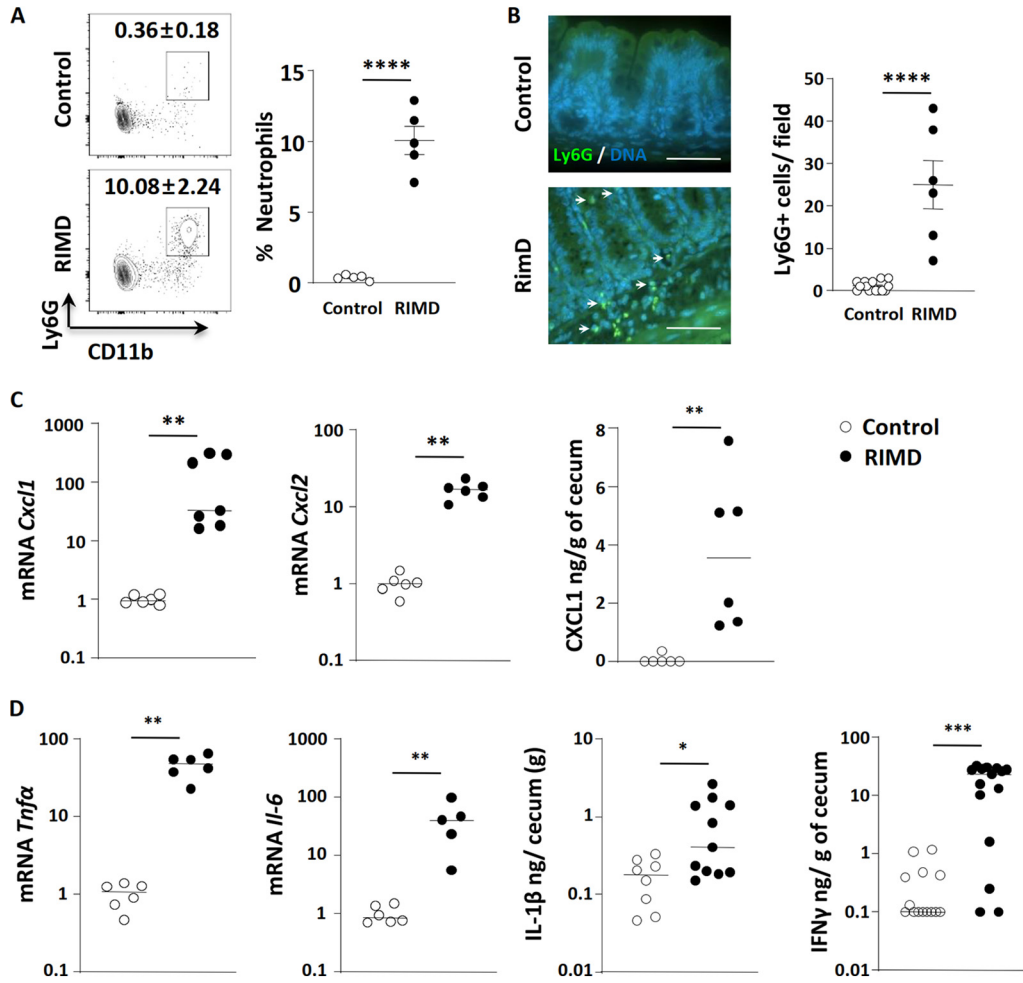 A
Control
0.36±0.18
RIMD
10.08±2.24
Ly6G
CD11b
% Neutrophils
15
10
5
0
****
Control RIMD
B
Control
Ly6G / DNA
RimD
Ly6G+ cells/ field
50
40
30
20
10
0
****
Control RIMD
C
mRNA Cxcl1
1000
100
10
1
0.1
**
mRNA Cxcl2
100
10
1
0.1
**
CXCL1 ng/g of cecum
8
6
4
2
0
**
Control
RIMD
D
mRNA Tnfα
100
10
1
0.1
**
mRNA Il-6
1000
100
10
1
0.1
**
IL-1β ng/ cecum (g)
10
1
0.1
0.01
*
IFNγ ng/ g of cecum
100
10
1
0.1
0.01
***